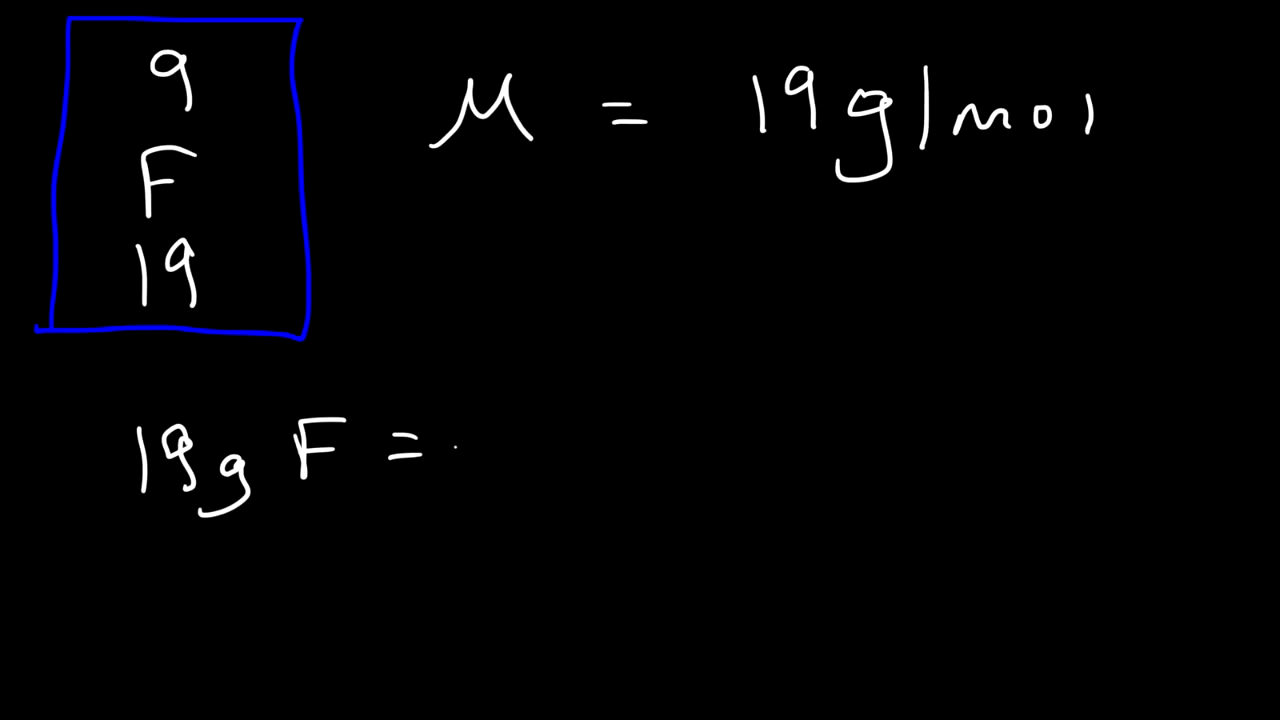 9
F
19
M = 19g/mol
19g F =